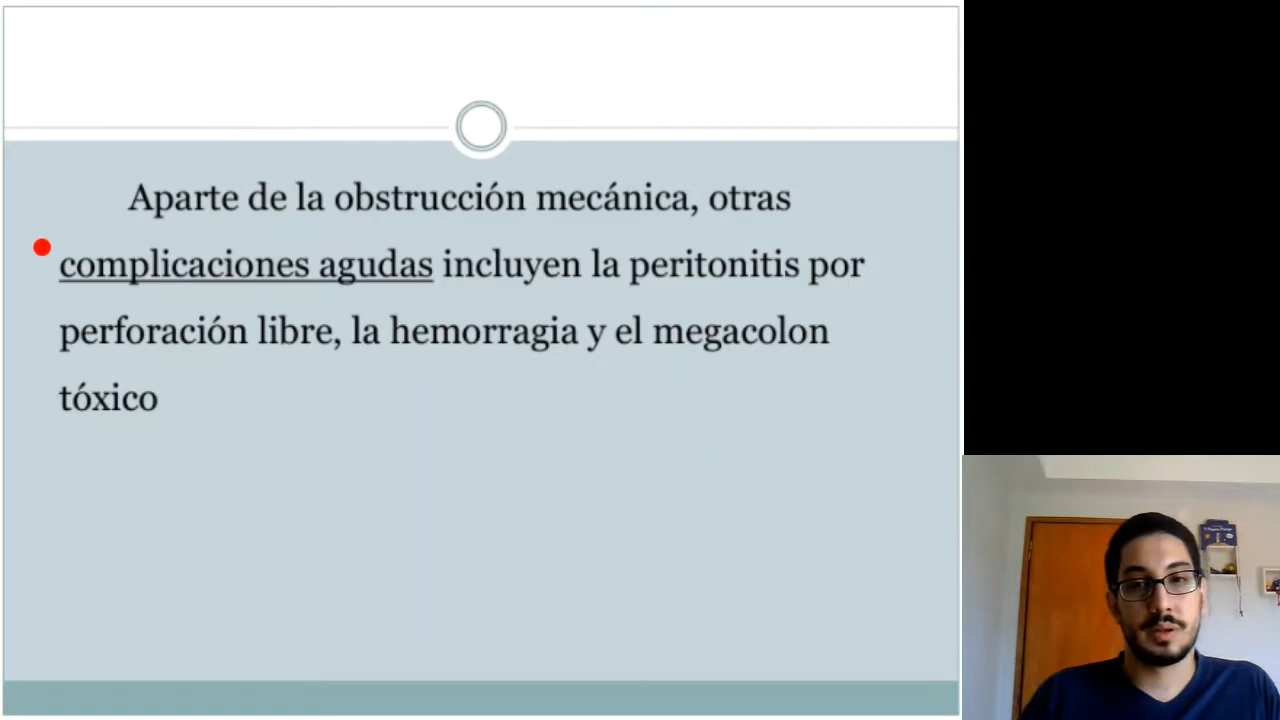 Aparte de la obstrucción mecánica, otras
complicaciones agudas incluyen la peritonitis por
perforación libre, la hemorragia y el megacolon
tóxico